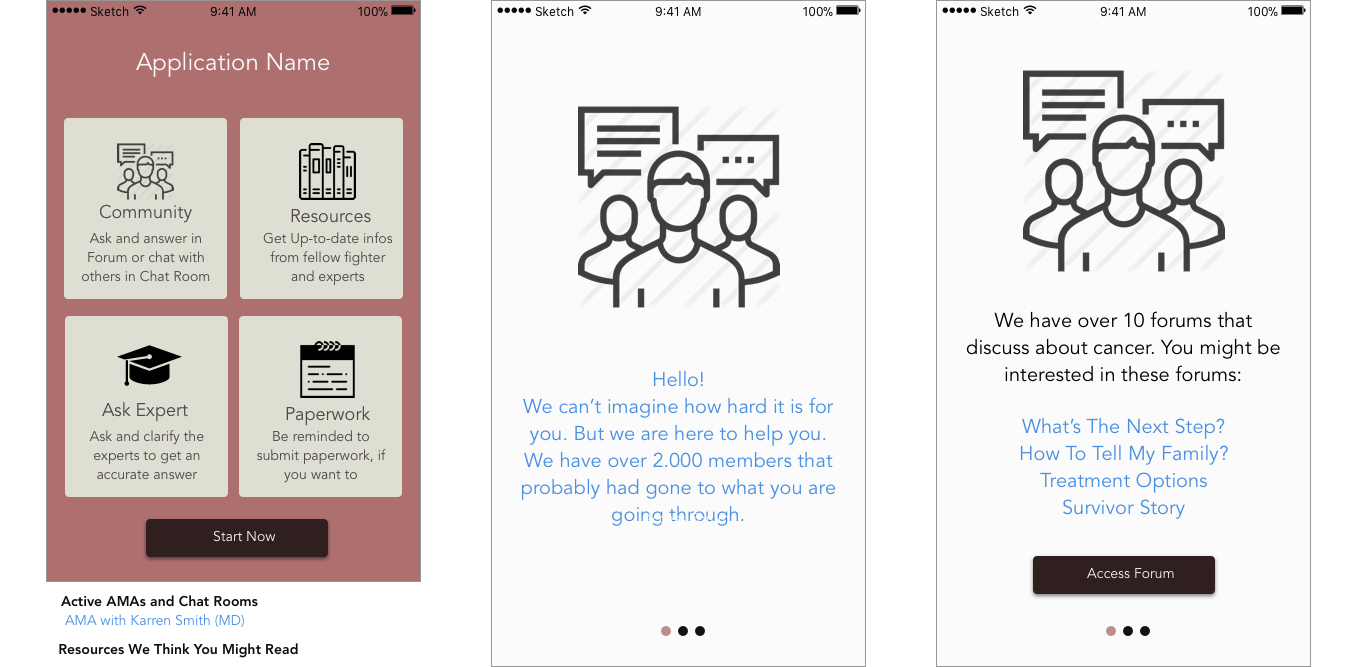 Sketch 9:41 AM 100%
Application Name
Community
Ask and answer in
Forum or chat with
others in Chat Room
Resources
Get Up-to-date infos
from fellow fighter
and experts
Ask Expert
Ask and clarify the
experts to get an
accurate answer
Paperwork
Be reminded to
submit paperwork, if
you want to
Start Now
Active AMAs and Chat Rooms
AMA with Karren Smith (MD)
Resources We Think You Might Read
Sketch 9:41 AM 100%
Hello!
We can’t imagine how hard it is for
you. But we are here to help you.
We have over 2.000 members that
probably had gone to what you are
going through.
Sketch 9:41 AM 100%
We have over 10 forums that
discuss about cancer. You might be
interested in these forums:
What’s The Next Step?
How To Tell My Family?
Treatment Options
Survivor Story
Access Forum